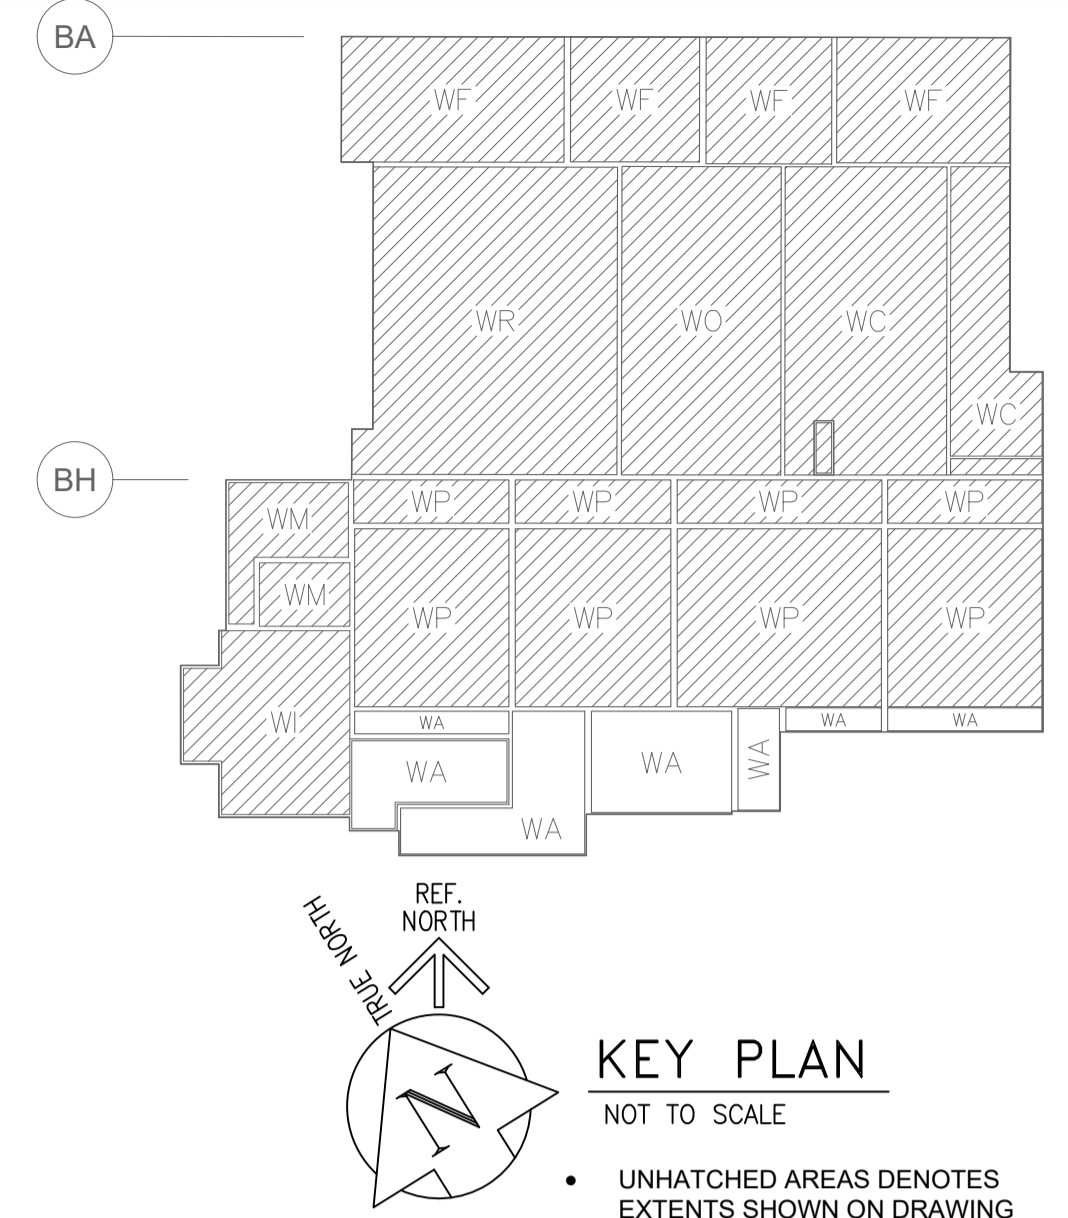 BA
WF WF WF WF
WR WO WC
WC
BH
WP WP WP WP
WM
WM
WP WP WP WP
WI
WA WA WA
WA WA WA
WA
REF.
NORTH
TRUE NORTH
N
KEY PLAN
NOT TO SCALE
• UNHATCHED AREAS DENOTES
EXTENTS SHOWN ON DRAWING